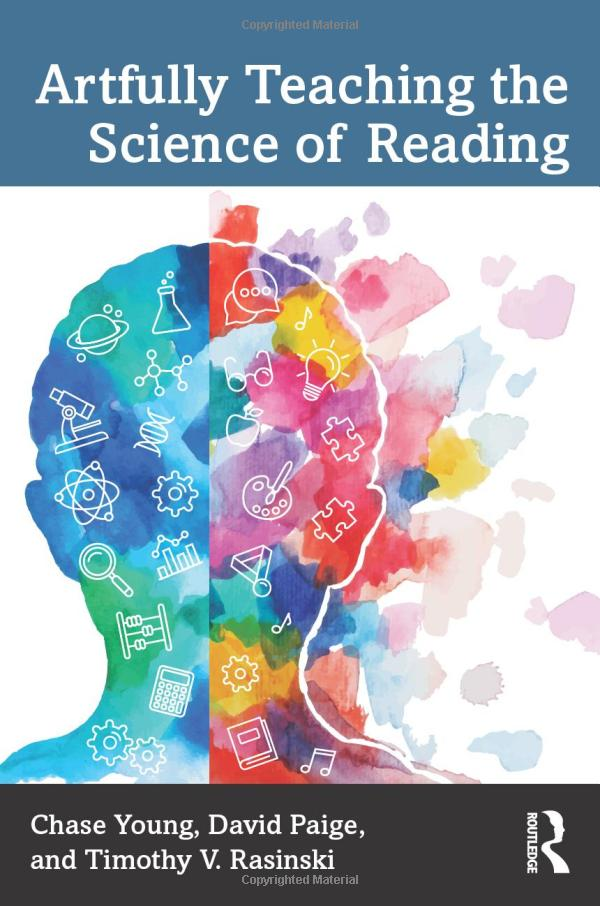 Copyrighted Material
Artfully Teaching the
Science of Reading
Chase Young, David Paige,
and Timothy V. Rasinski
ROUTLEDGE
Copyrighted Material